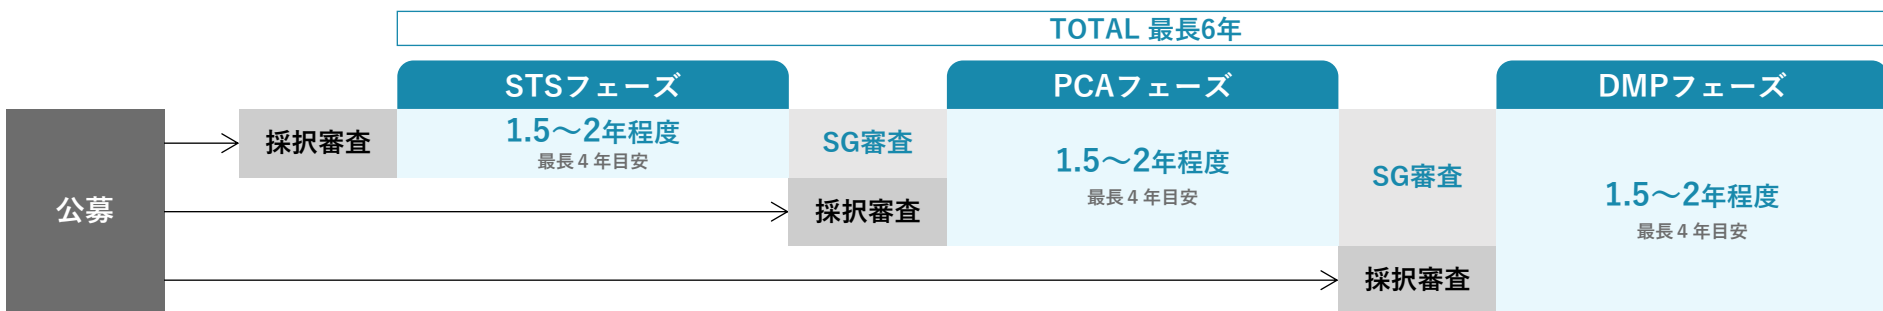 TOTAL 最長6年
STSフェーズ
PCAフェーズ
DMPフェーズ
公募
採択審査
1.5～2年程度
最長４年目安
SG審査
採択審査
1.5～2年程度
最長４年目安
SG審査
採択審査
1.5～2年程度
最長４年目安